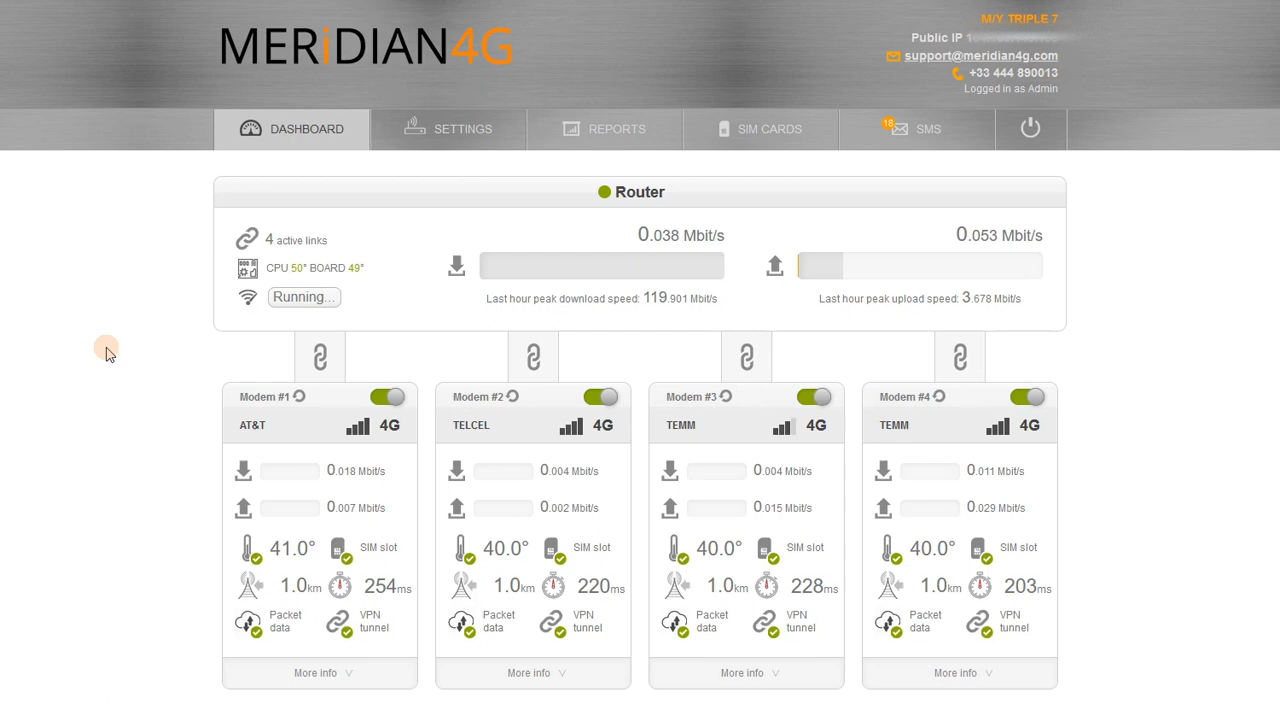 MERiDIAN4G
M/Y TRIPLE 7
Public IP
support@meridian4g.com
+33 444 890013
Logged in as Admin
DASHBOARD
SETTINGS
REPORTS
SIM CARDS
18
SMS
Router
4 active links
CPU 50° BOARD 49°
Running...
0.038 Mbit/s
Last hour peak download speed: 119.901 Mbit/s
0.053 Mbit/s
Last hour peak upload speed: 3.678 Mbit/s
Modem #1
AT&T 4G
0.018 Mbit/s
0.007 Mbit/s
41.0° SIM slot
1.0km 254ms
Packet data
VPN tunnel
More info
Modem #2
TELCEL 4G
0.004 Mbit/s
0.002 Mbit/s
40.0° SIM slot
1.0km 220ms
Packet data
VPN tunnel
More info
Modem #3
TEMM 4G
0.004 Mbit/s
0.015 Mbit/s
40.0° SIM slot
1.0km 228ms
Packet data
VPN tunnel
More info
Modem #4
TEMM 4G
0.011 Mbit/s
0.029 Mbit/s
40.0° SIM slot
1.0km 203ms
Packet data
VPN tunnel
More info